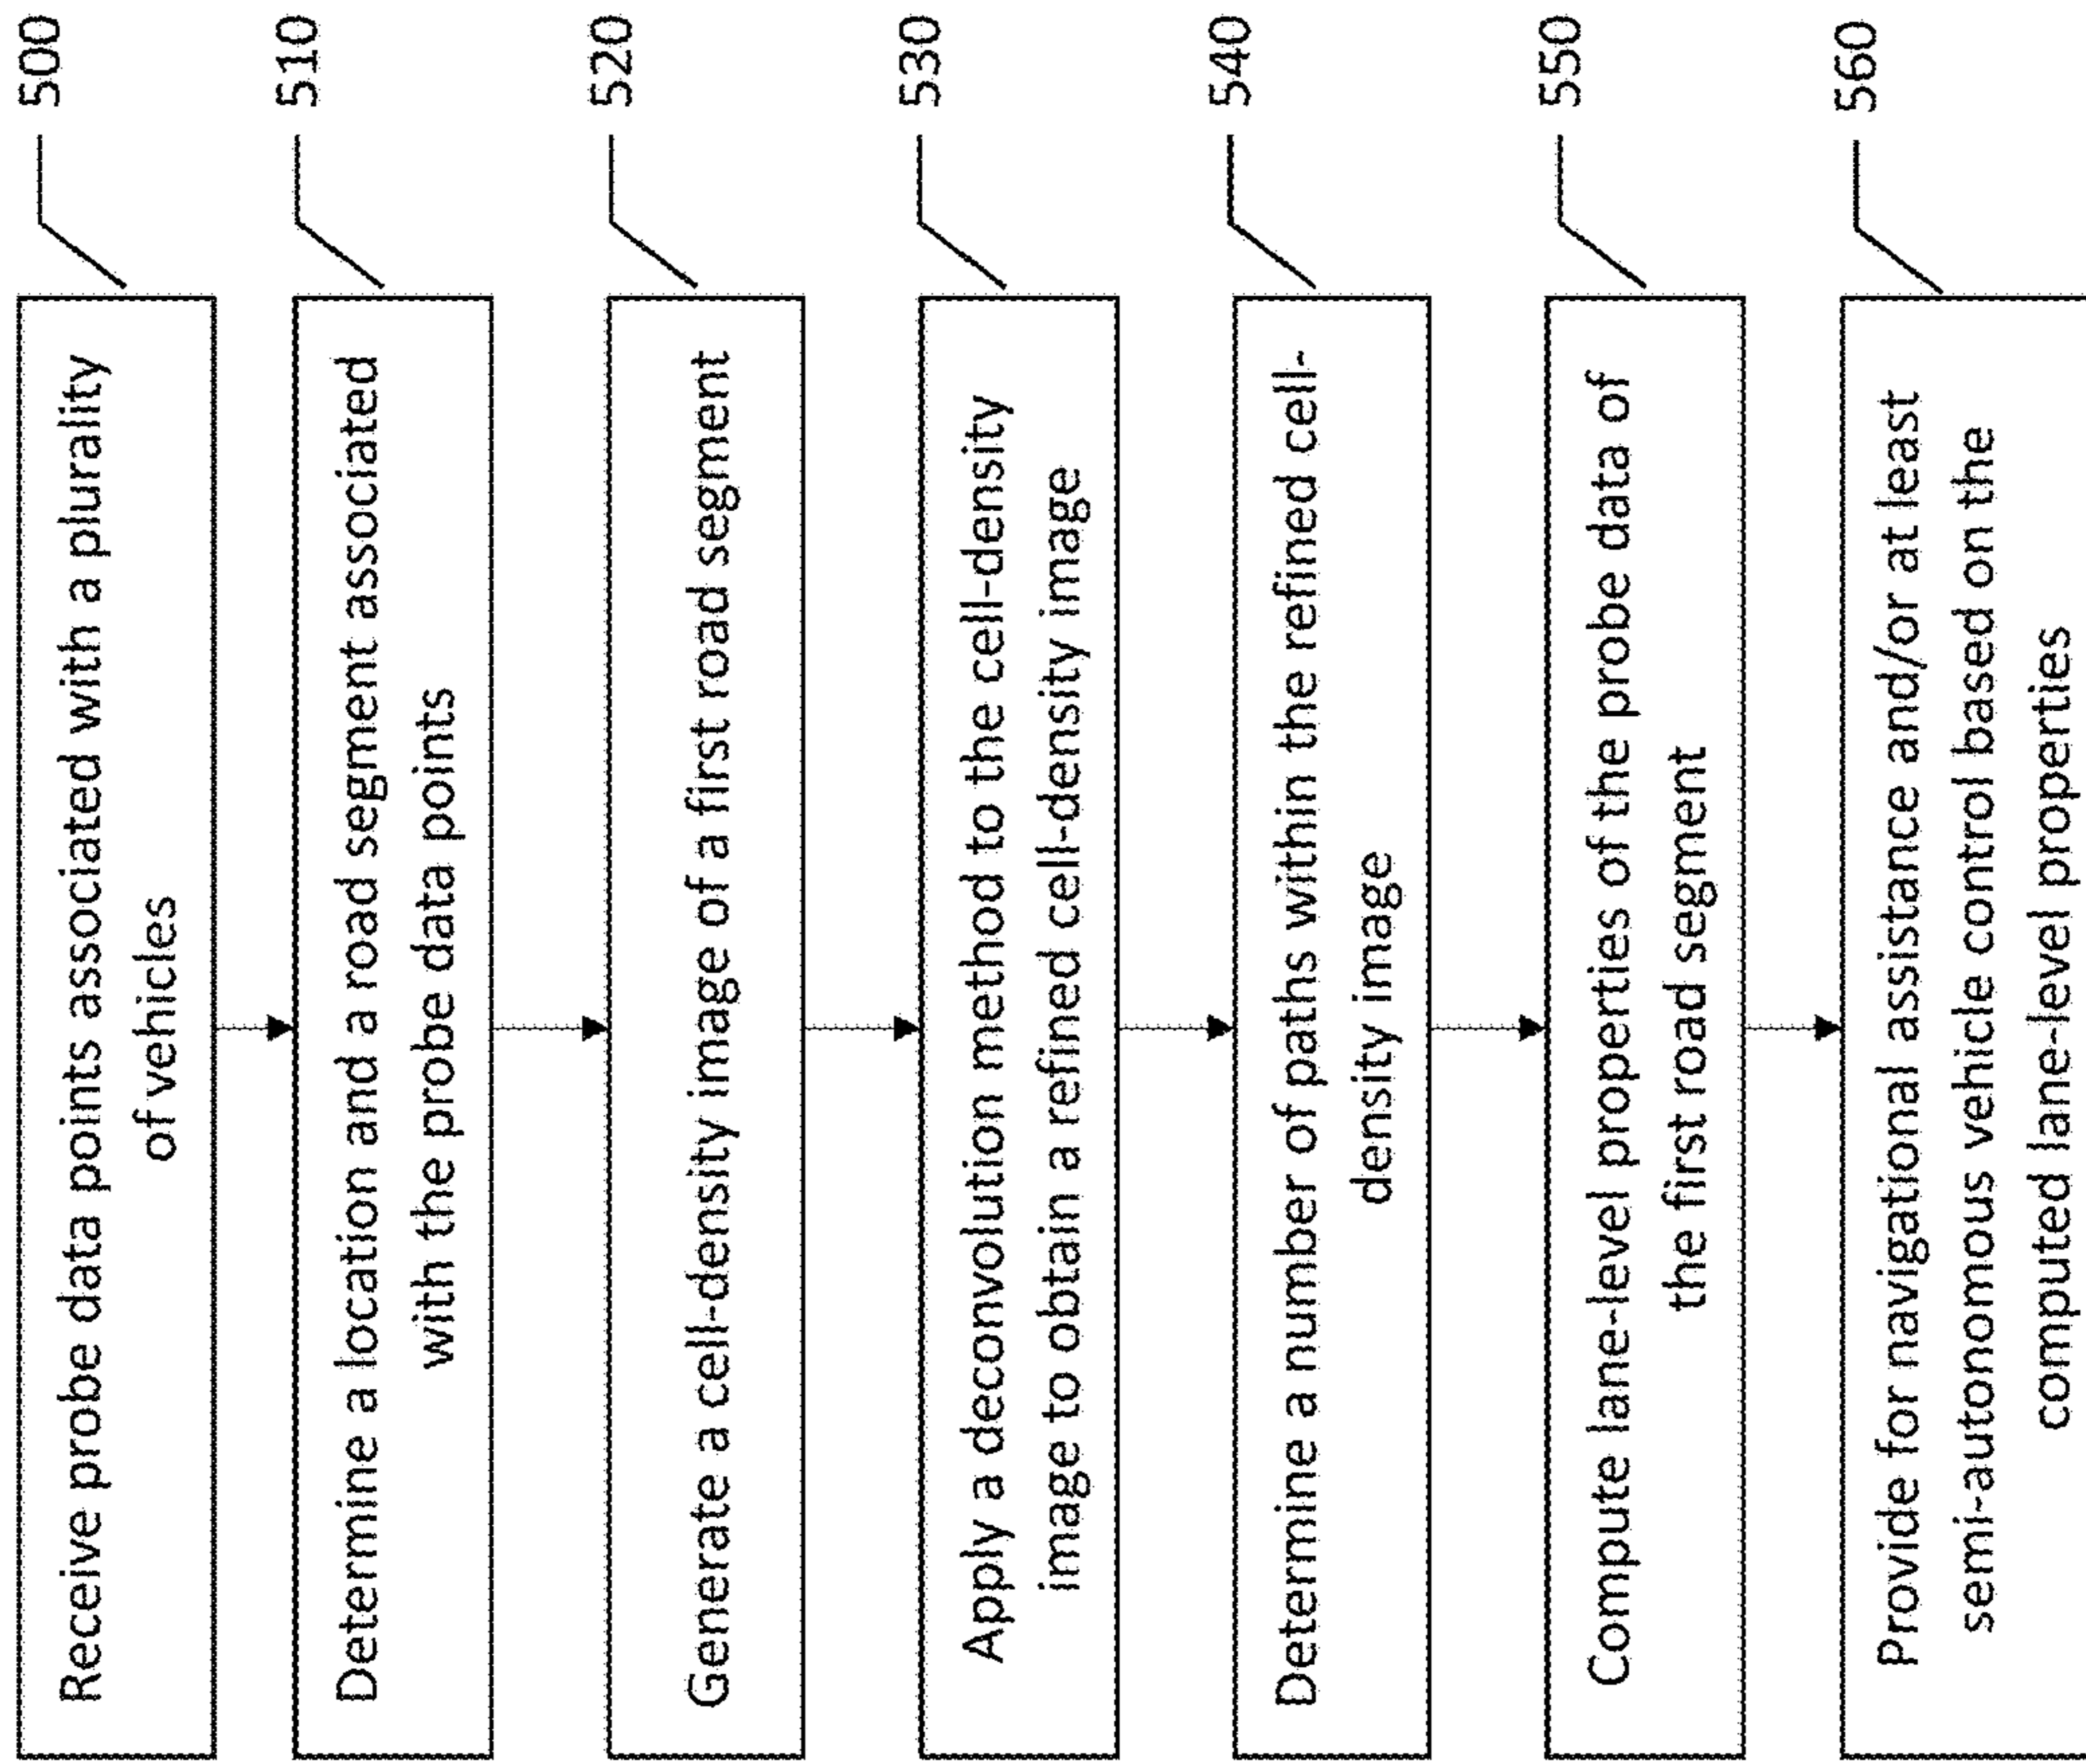 Receive probe data points associated with a plurality
of vehicles
500
Determine a location and a road segment associated
with the probe data points
510
Generate a cell-density image of a first road segment
520
Apply a deconvolution method to the cell-density
image to obtain a refined cell-density image
530
Determine a number of paths within the refined cell-
density image
540
Compute lane-level properties of the probe data of
the first road segment
550
Provide for navigational assistance and/or at least
semi-autonomous vehicle control based on the
computed lane-level properties
560